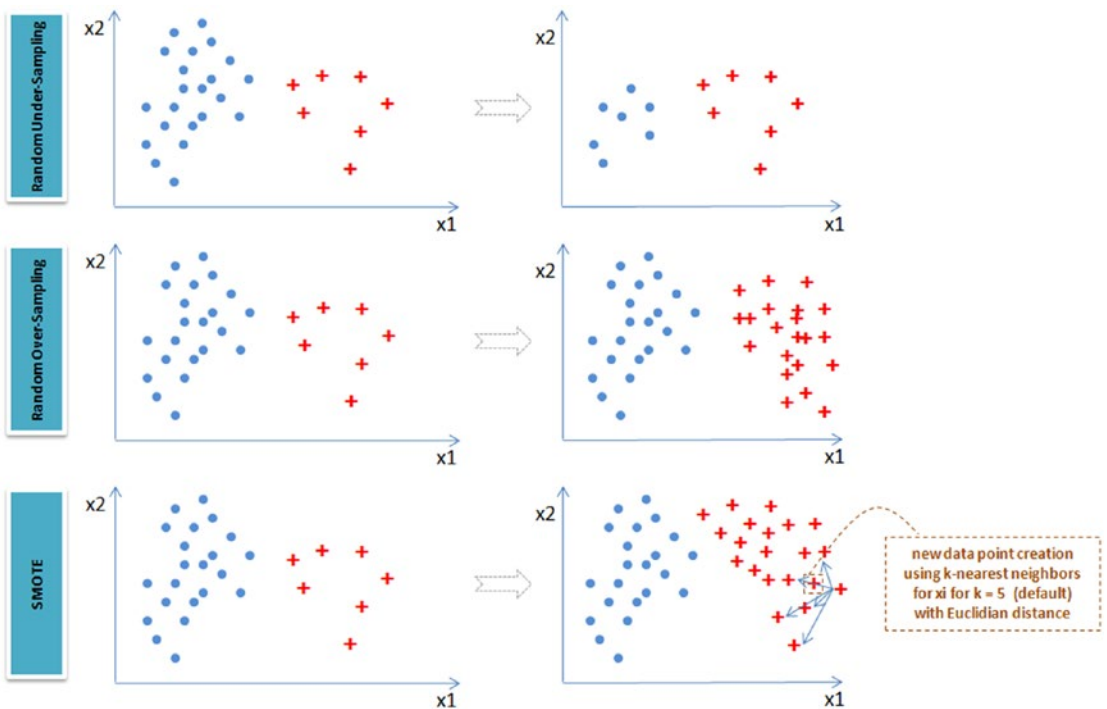 Random Under-Sampling
x2
x1
x2
x1
Random Over-Sampling
x2
x1
x2
x1
SMOTE
x2
x1
x2
x1
new data point creation
using k-nearest neighbors
for xi for k = 5 (default)
with Euclidian distance